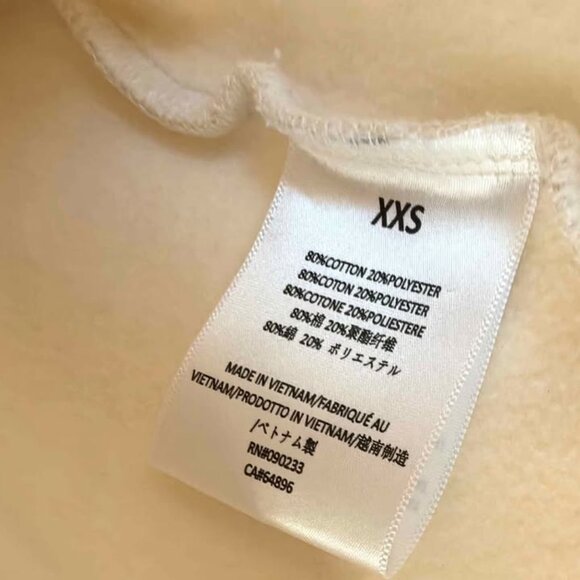 XXS
80%COTTON 20%POLYESTER
80%COTON 20%POLYESTER
80%COTONE 20%POLIESTERE
80%棉 20%聚酯纤维
80%綿 20% ポリエステル
MADE IN VIETNAM/FABRIQUÉ AU
VIETNAM/PRODOTTO IN VIETNAM/越南制造
/ベトナム製
RN#090233
CA#64896